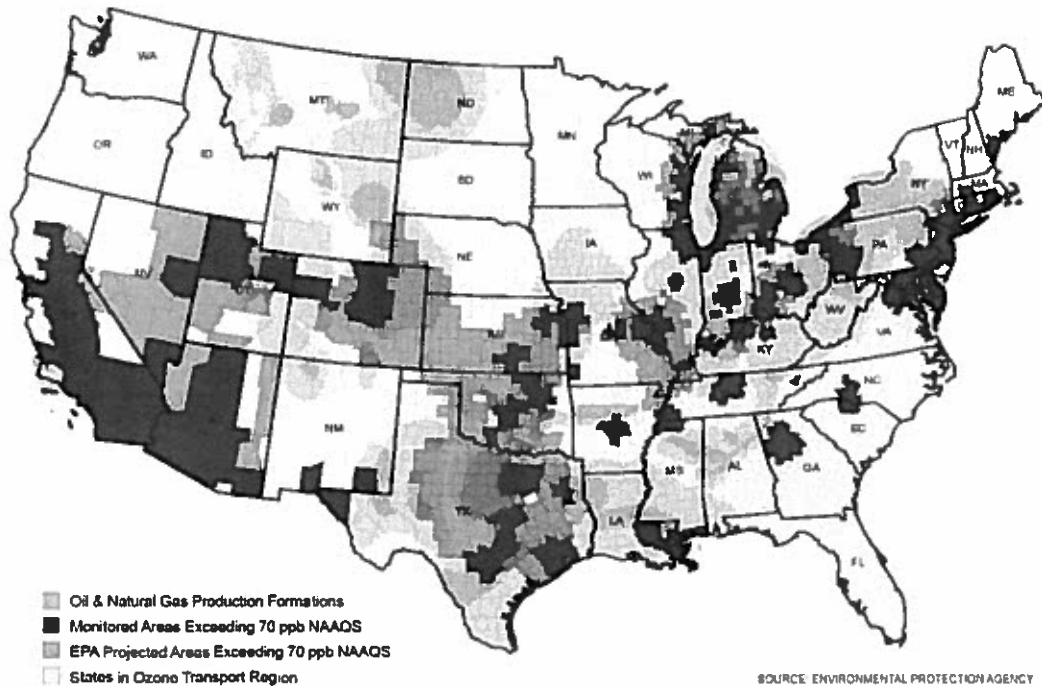 WA
MT
ND
MN
ME
OR
ID
SD
WI
MI
VT
NH
MA
NY
WY
NE
IA
PA
NV
WV
VA
KY
NC
NM
SC
MS
AL
GA
TX
LA
FL
Oil & Natural Gas Production Formations
Monitored Areas Exceeding 70 ppb NAAQS
EPA Projected Areas Exceeding 70 ppb NAAQS
States in Ozone Transport Region
SOURCE: ENVIRONMENTAL PROTECTION AGENCY